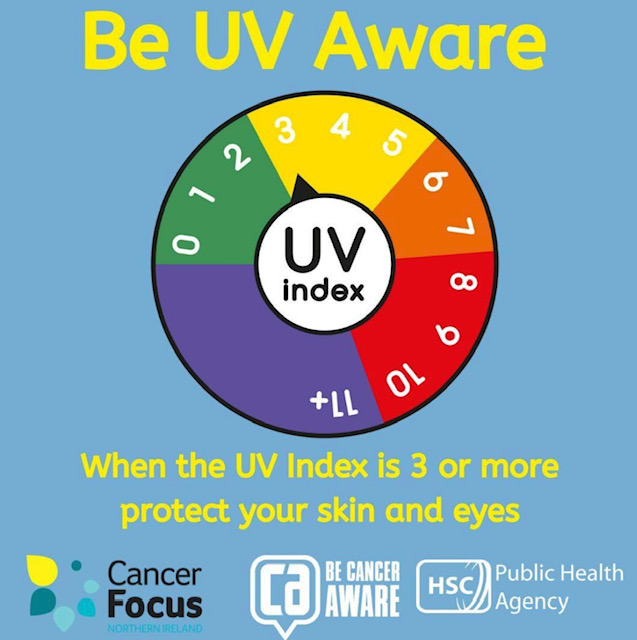 Be UV Aware
0
1
2
3
4
5
6
7
8
9
10
11+
UV
index
When the UV Index is 3 or more
protect your skin and eyes
Cancer
Focus
NORTHERN IRELAND
ca
BE CANCER
AWARE
HSC
Public Health
Agency